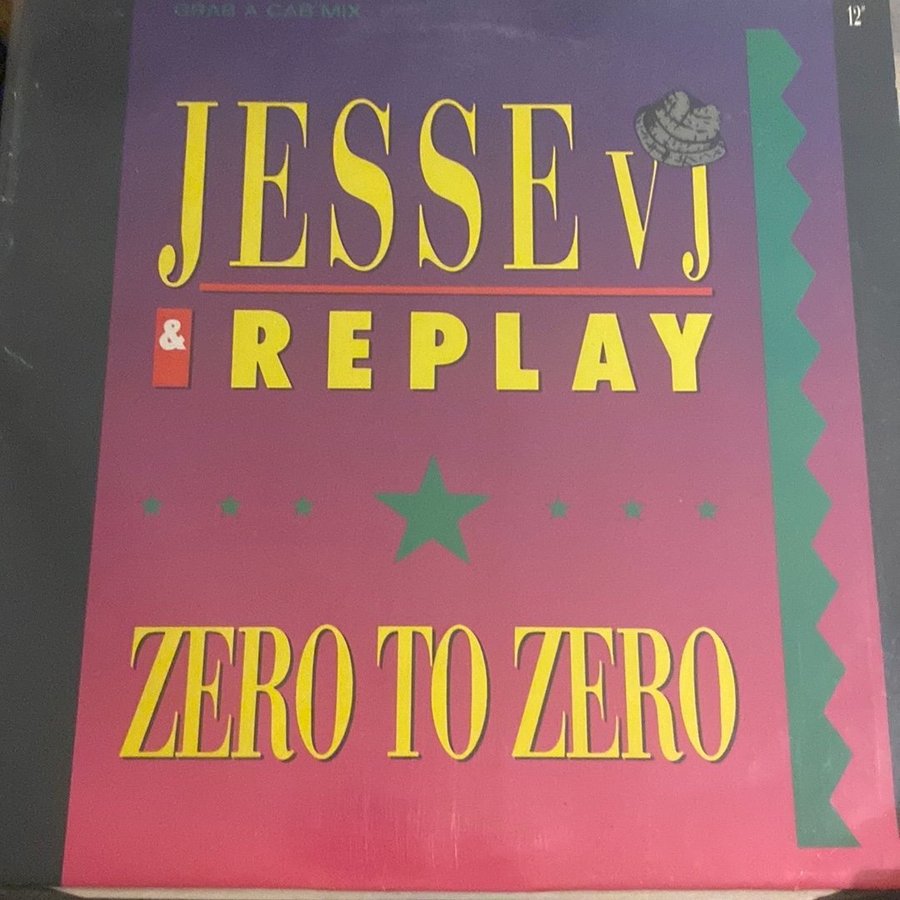 GRAB A CAB MIX
12"
JESSE VJ
& REPLAY
ZERO TO ZERO